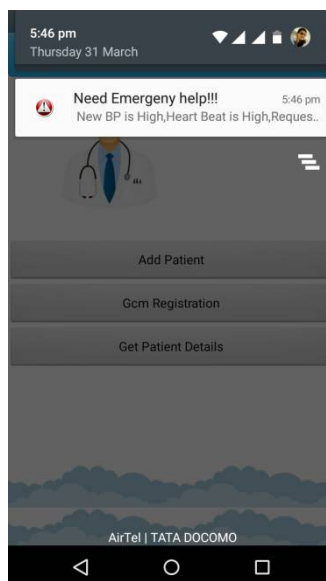 5:46 pm
Thursday 31 March
Need Emergeny help!!! 5:46 pm
New BP is High,Heart Beat is High,Reques..
Add Patient
Gcm Registration
Get Patient Details
AirTel | TATA DOCOMO